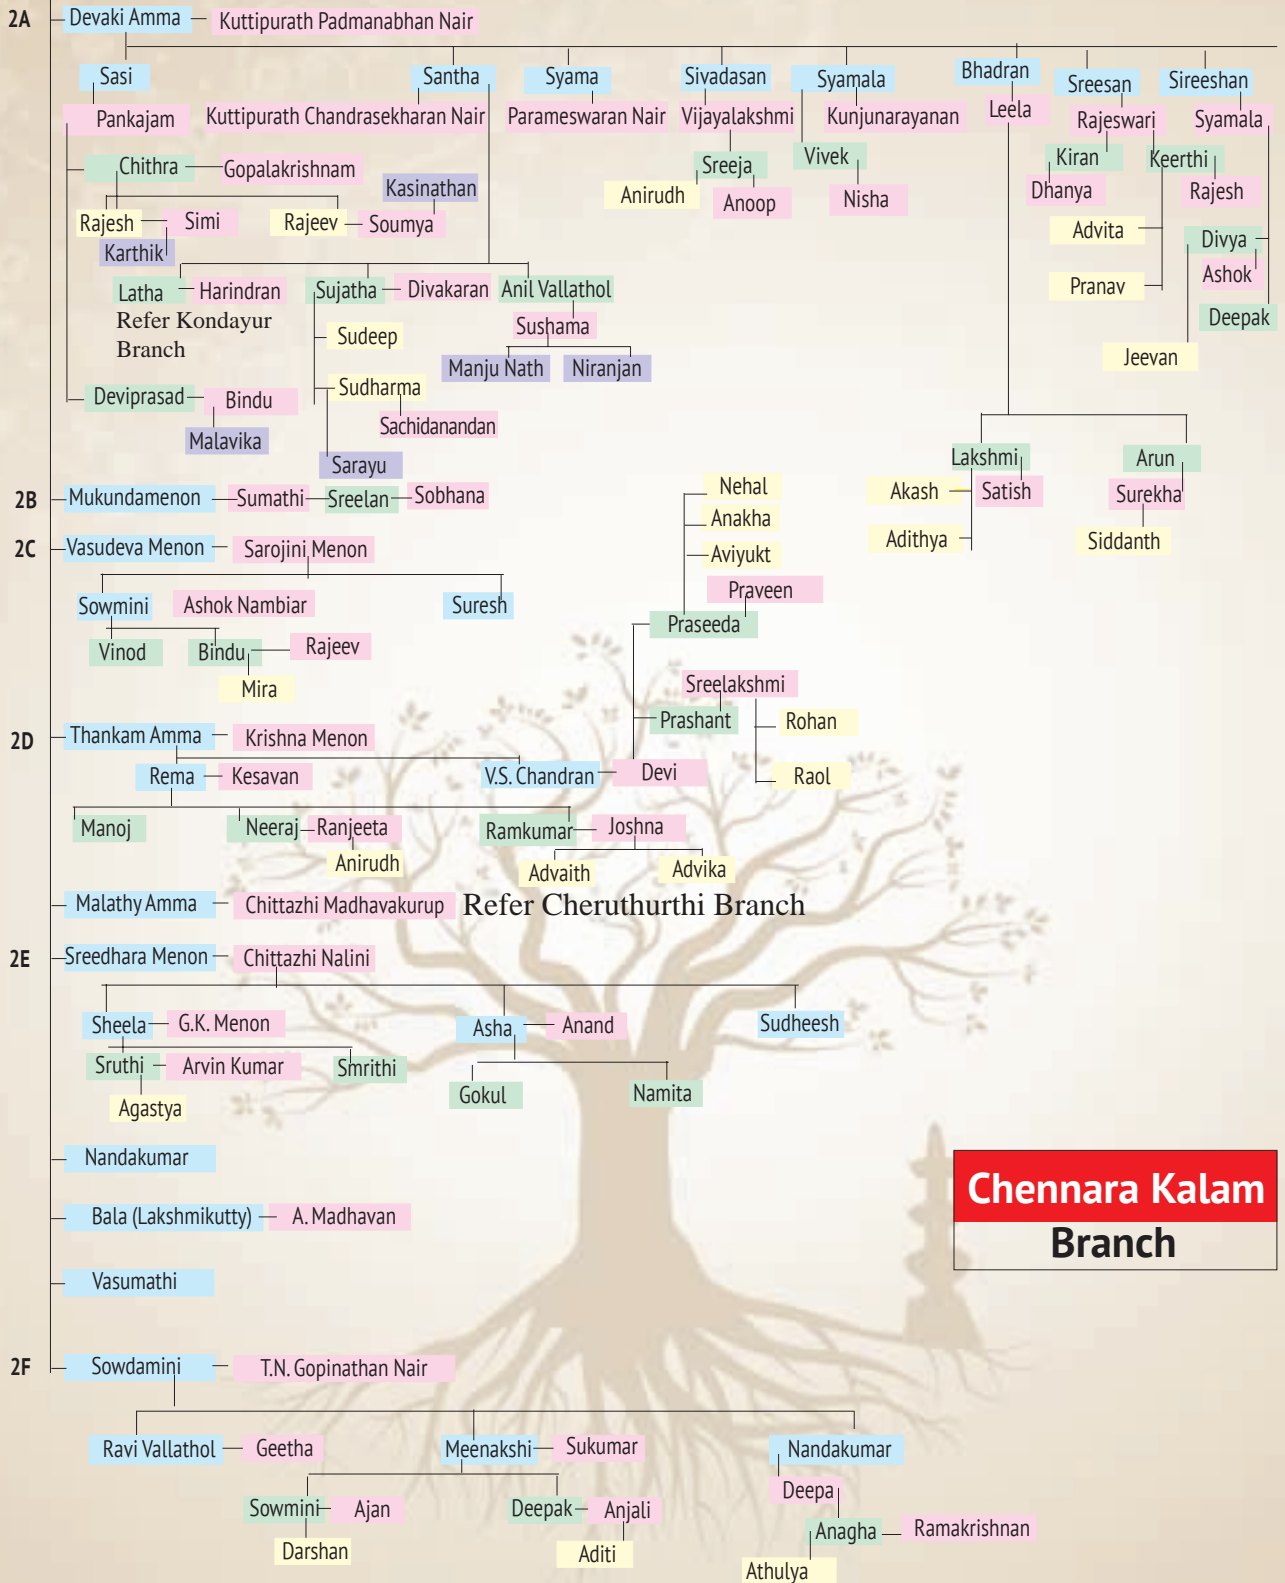 2A Devaki Amma Kuttipurath Padmanabhan Nair
Sasi Santha Syama Sivadasan Syamala Bhadran Sreesan Sireeshan
Pankajam Kuttipurath Chandrasekharan Nair Parameswaran Nair Vijayalakshmi Kunjunarayanan Leela Rajeswari Syamala
Chithra Gopalakrishnam Sreeja Vivek Kiran Keerthi
Kasinathan Anirudh Anoop Nisha Dhanya Rajesh
Rajesh Simi Rajeev Soumya Advita Divya
Karthik Ashok
Latha Harindran Sujatha Divakaran Anil Vallathol Pranav
Refer Kondayur
Branch
Sushama Deepak
Sudeep Jeevan
Manju Nath Niranjan
Deviprasad Bindu Sudharma
Malavika Sachidanandan
Sarayu Lakshmi Arun
2B Mukundamenon Sumathi Sreelan Sobhana Nehal Akash Satish Surekha
Anakha Adithya Siddanth
2C Vasudeva Menon Sarojini Menon Aviyukt
Praveen
Sowmini Ashok Nambiar Suresh
Praseeda
Vinod Bindu Rajeev
Mira Sreelakshmi
Prashant Rohan
2D Thankam Amma Krishna Menon
Rema Kesavan V.S. Chandran Devi Raol
Manoj Neeraj Ranjeeta Ramkumar Joshna
Anirudh Advaith Advika
Malathy Amma Chittazhi Madhavakurup Refer Cheruthurthi Branch
2E Sreedhara Menon Chittazhi Nalini
Sheela G.K. Menon Asha Anand Sudheesh
Sruthi Arvin Kumar Smrithi
Agastya Gokul Namita
Nandakumar
Chennara Kalam
Branch
Bala (Lakshmikutty) A. Madhavan
Vasumathi
2F Sowdamini T.N. Gopinathan Nair
Ravi Vallathol Geetha Meenakshi Sukumar Nandakumar
Deepa
Sowmini Ajan Deepak Anjali
Anagha Ramakrishnan
Darshan Aditi
Athulya